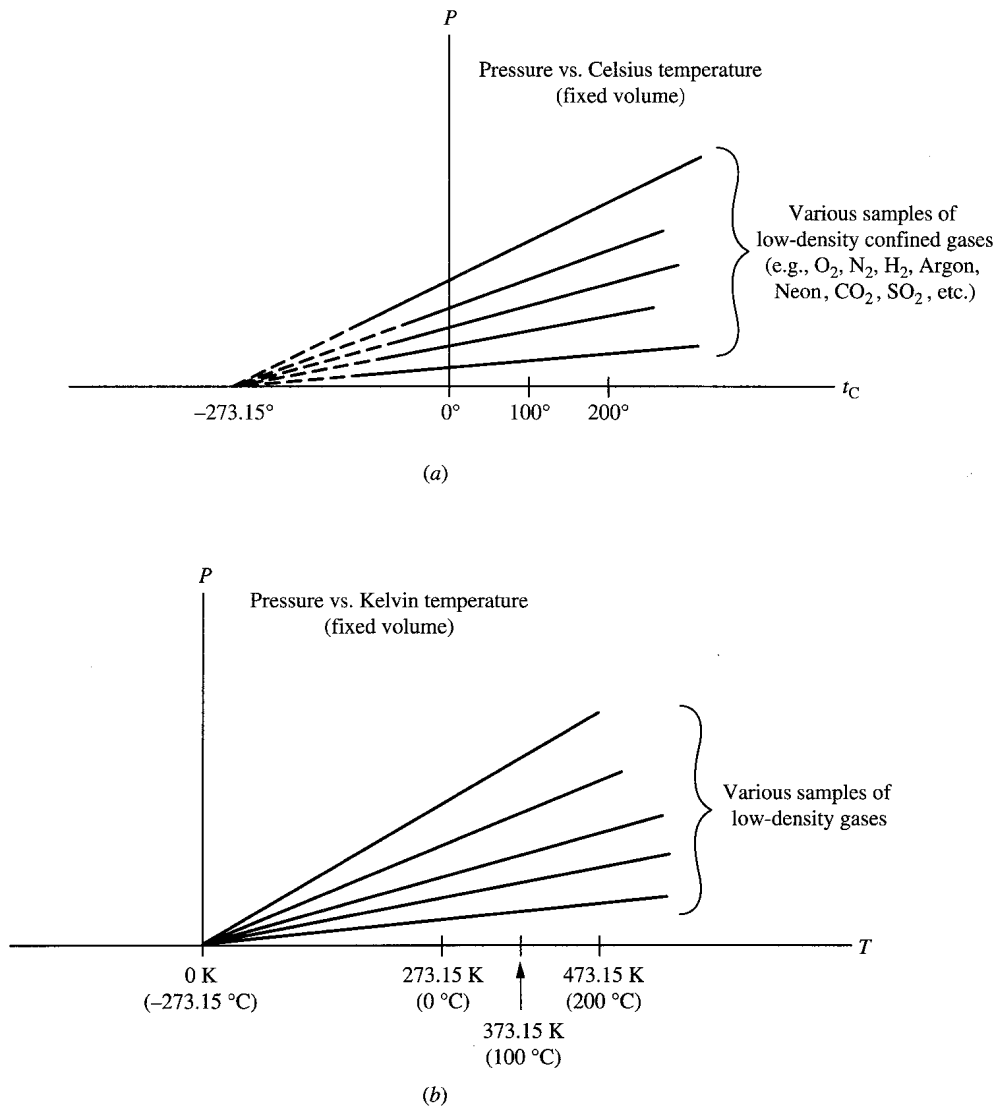 P
Pressure vs. Celsius temperature
(fixed volume)
Various samples of
low-density confined gases
(e.g., O₂, N₂, H₂, Argon,
Neon, CO₂, SO₂, etc.)
–273.15° 0° 100° 200° t_C
(a)
P
Pressure vs. Kelvin temperature
(fixed volume)
Various samples of
low-density gases
T
0 K 273.15 K 473.15 K
(–273.15 °C) (0 °C) (200 °C)
373.15 K
(100 °C)
(b)